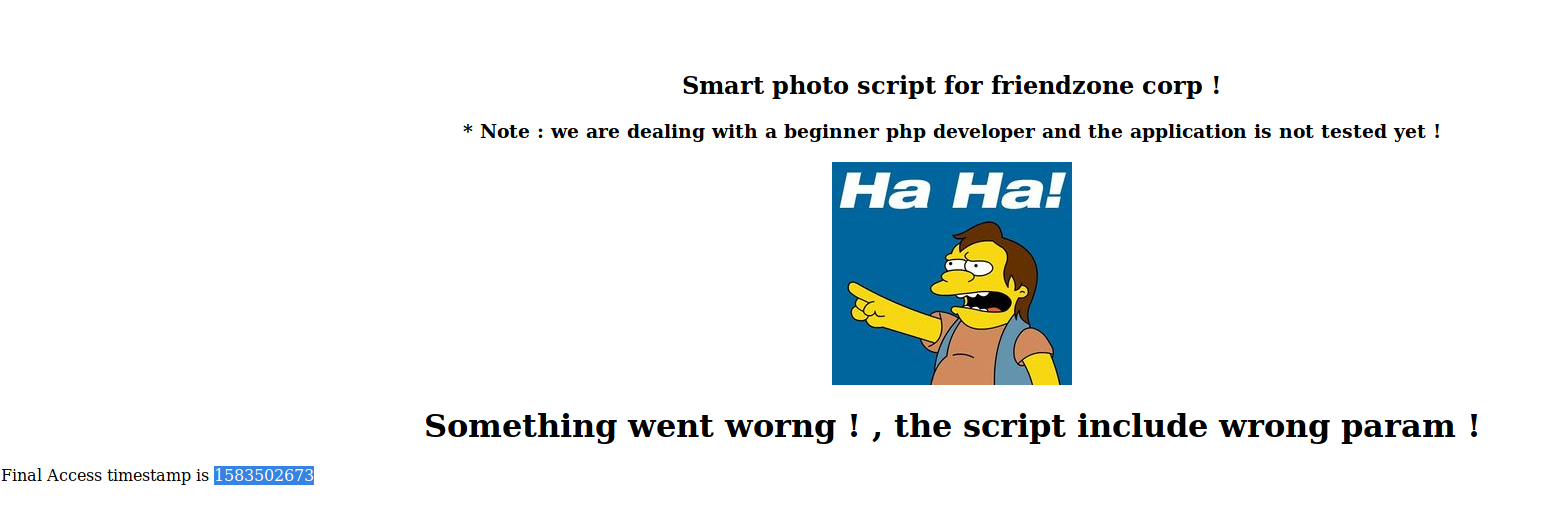 Smart photo script for friendzone corp !
* Note : we are dealing with a beginner php developer and the application is not tested yet !
Ha Ha!
Something went worng ! , the script include wrong param !
Final Access timestamp is 1583502673